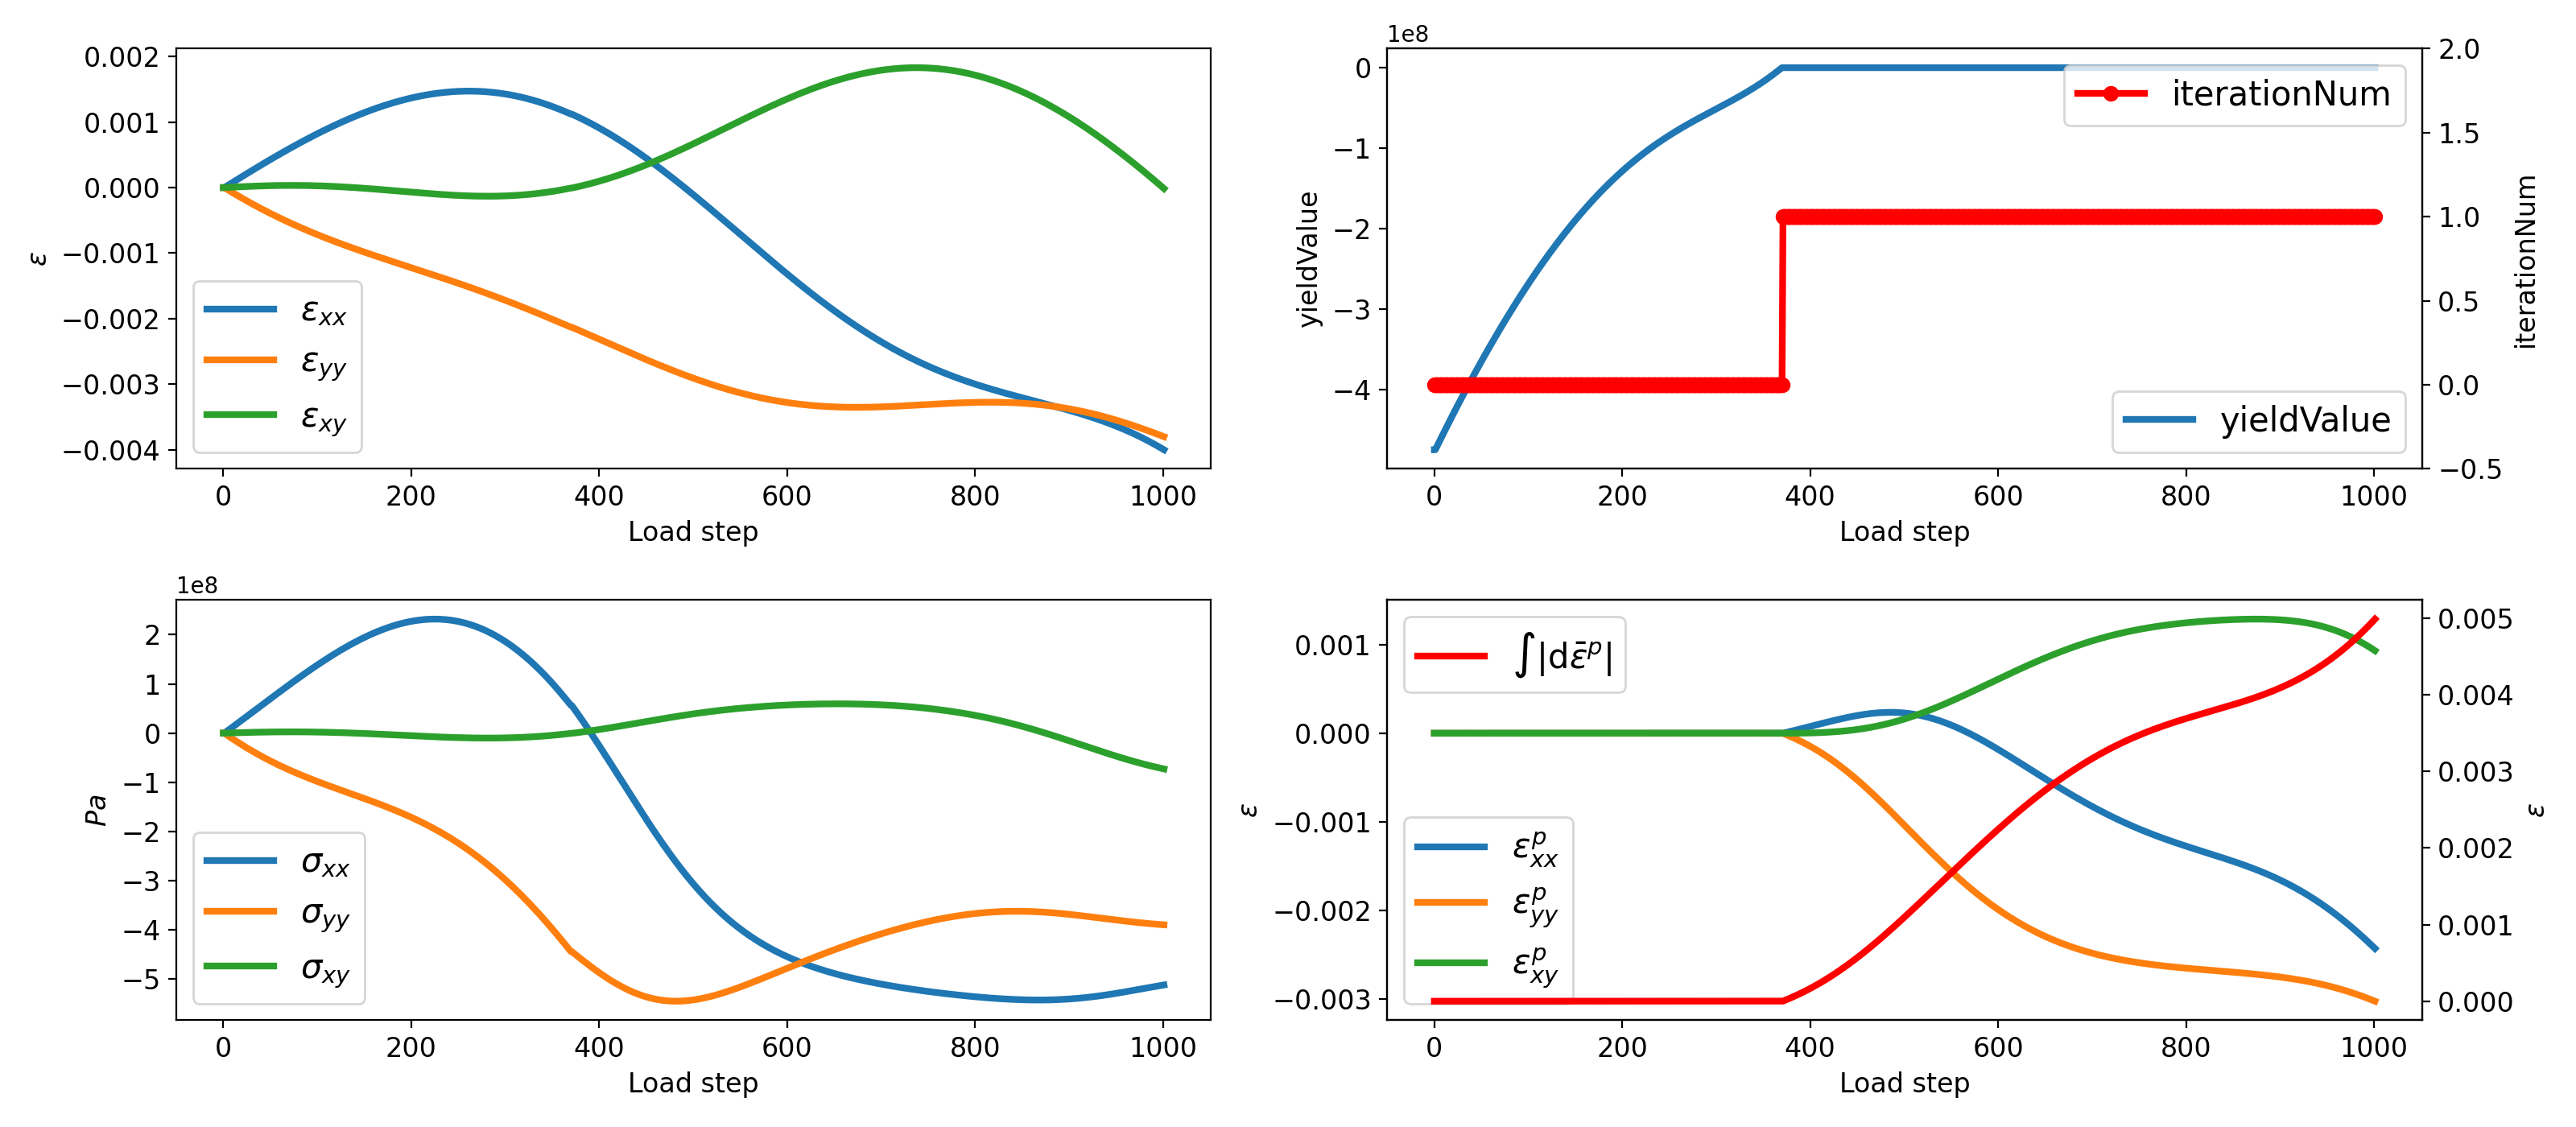 0.002
0.001
0.000
−0.001
−0.002
−0.003
−0.004
ε
ε_xx
ε_yy
ε_xy
0 200 400 600 800 1000
Load step
1e8
0
−1
−2
−3
−4
yieldValue
iterationNum
yieldValue
2.0
1.5
1.0
0.5
0.0
−0.5
iterationNum
0 200 400 600 800 1000
Load step
1e8
2
1
0
−1
−2
−3
−4
−5
Pa
σ_xx
σ_yy
σ_xy
0 200 400 600 800 1000
Load step
0.001
0.000
−0.001
−0.002
−0.003
ε
∫|dε̄^p|
ε^p_xx
ε^p_yy
ε^p_xy
0.005
0.004
0.003
0.002
0.001
0.000
ε
0 200 400 600 800 1000
Load step